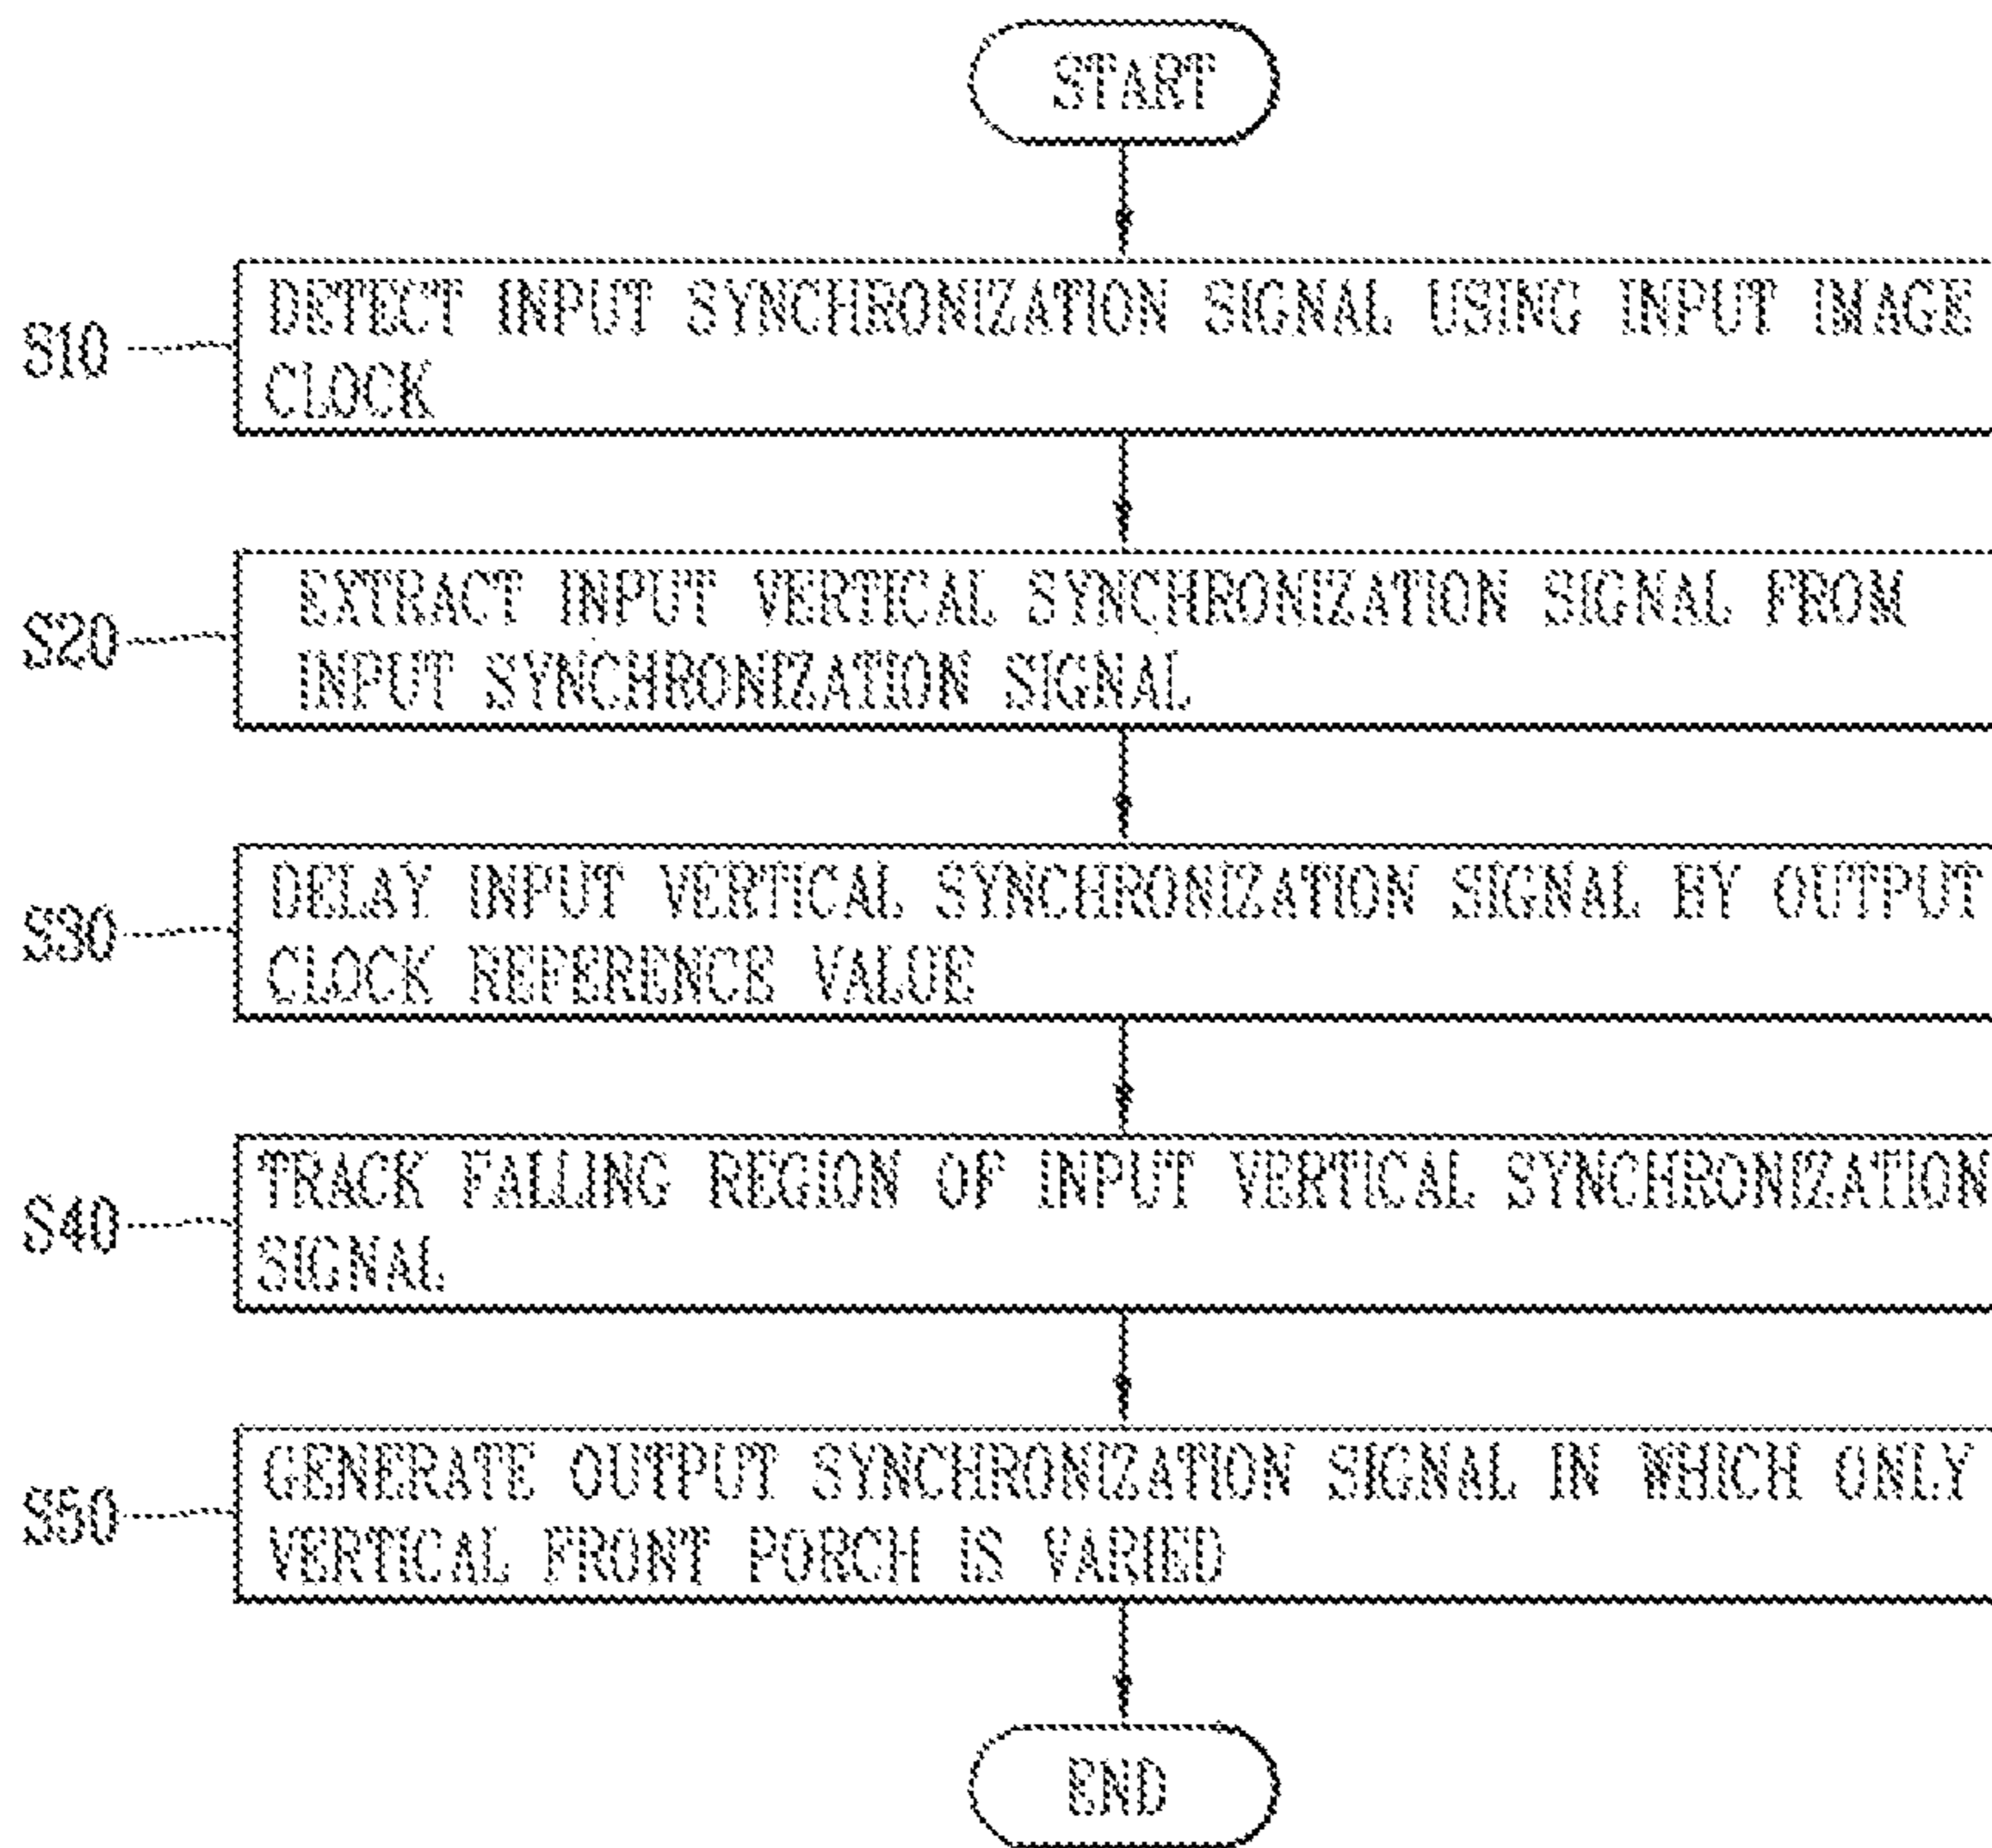 START
S10
DETECT INPUT SYNCHRONIZATION SIGNAL USING INPUT IMAGE
CLOCK
S20
EXTRACT INPUT VERTICAL SYNCHRONIZATION SIGNAL FROM
INPUT SYNCHRONIZATION SIGNAL
S30
DELAY INPUT VERTICAL SYNCHRONIZATION SIGNAL BY OUTPUT
CLOCK REFERENCE VALUE
S40
TRACK FALLING REGION OF INPUT VERTICAL SYNCHRONIZATION
SIGNAL
S50
GENERATE OUTPUT SYNCHRONIZATION SIGNAL IN WHICH ONLY
VERTICAL FRONT PORCH IS VARIED
END